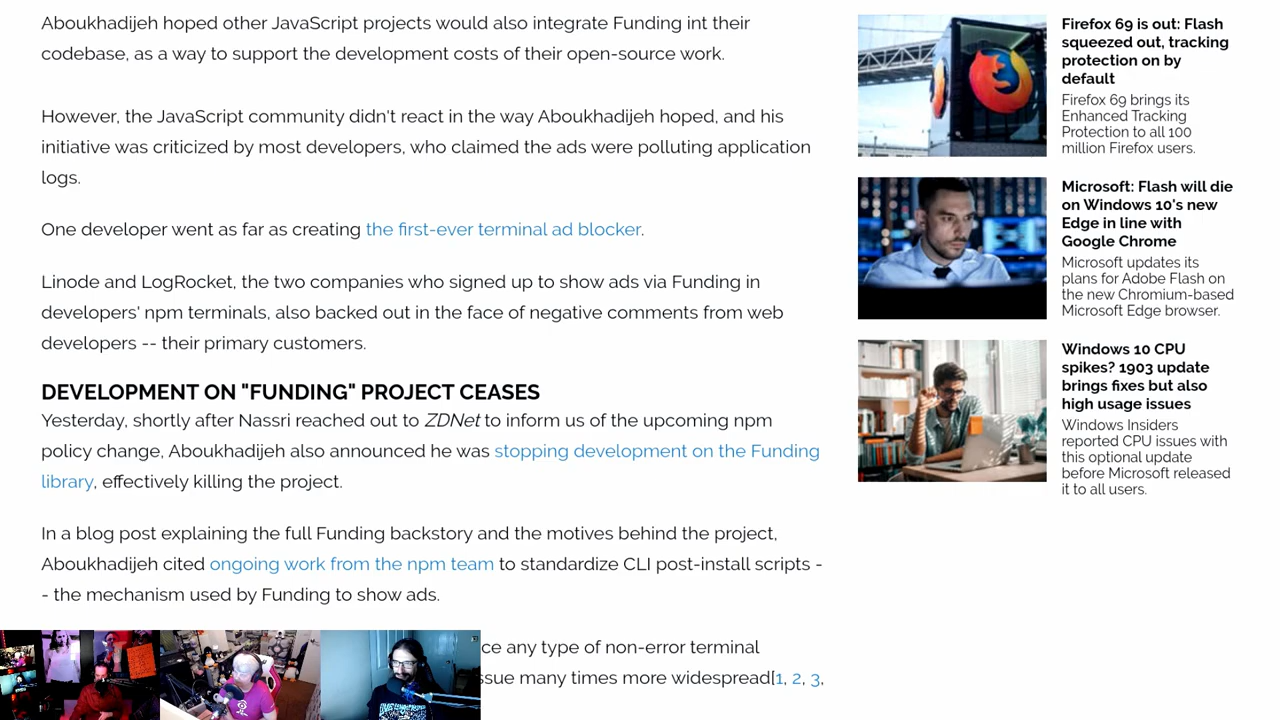 Aboukhadijeh hoped other JavaScript projects would also integrate Funding int their
codebase, as a way to support the development costs of their open-source work.
However, the JavaScript community didn't react in the way Aboukhadijeh hoped, and his
initiative was criticized by most developers, who claimed the ads were polluting application
logs.
One developer went as far as creating the first-ever terminal ad blocker.
Linode and LogRocket, the two companies who signed up to show ads via Funding in
developers' npm terminals, also backed out in the face of negative comments from web
developers -- their primary customers.
DEVELOPMENT ON "FUNDING" PROJECT CEASES
Yesterday, shortly after Nassri reached out to ZDNet to inform us of the upcoming npm
policy change, Aboukhadijeh also announced he was stopping development on the Funding
library, effectively killing the project.
In a blog post explaining the full Funding backstory and the motives behind the project,
Aboukhadijeh cited ongoing work from the npm team to standardize CLI post-install scripts -
- the mechanism used by Funding to show ads.
ce any type of non-error terminal
ssue many times more widespread[1, 2, 3,
Firefox 69 is out: Flash
squeezed out, tracking
protection on by
default
Firefox 69 brings its
Enhanced Tracking
Protection to all 100
million Firefox users.
Microsoft: Flash will die
on Windows 10's new
Edge in line with
Google Chrome
Microsoft updates its
plans for Adobe Flash on
the new Chromium-based
Microsoft Edge browser.
Windows 10 CPU
spikes? 1903 update
brings fixes but also
high usage issues
Windows Insiders
reported CPU issues with
this optional update
before Microsoft released
it to all users.